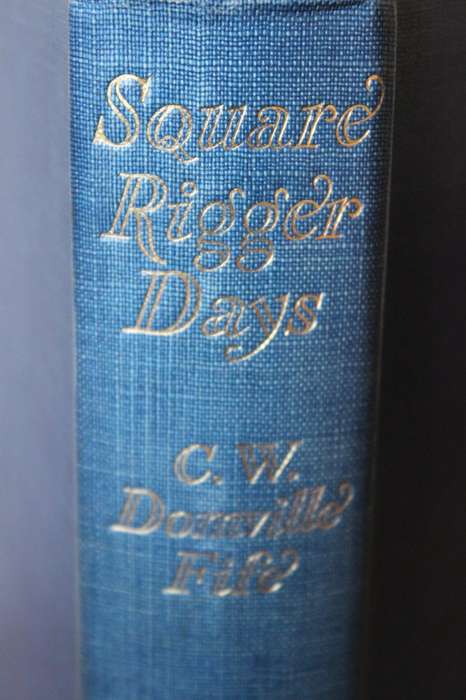 Square
Rigger
Days
C. W.
Domville
Fife